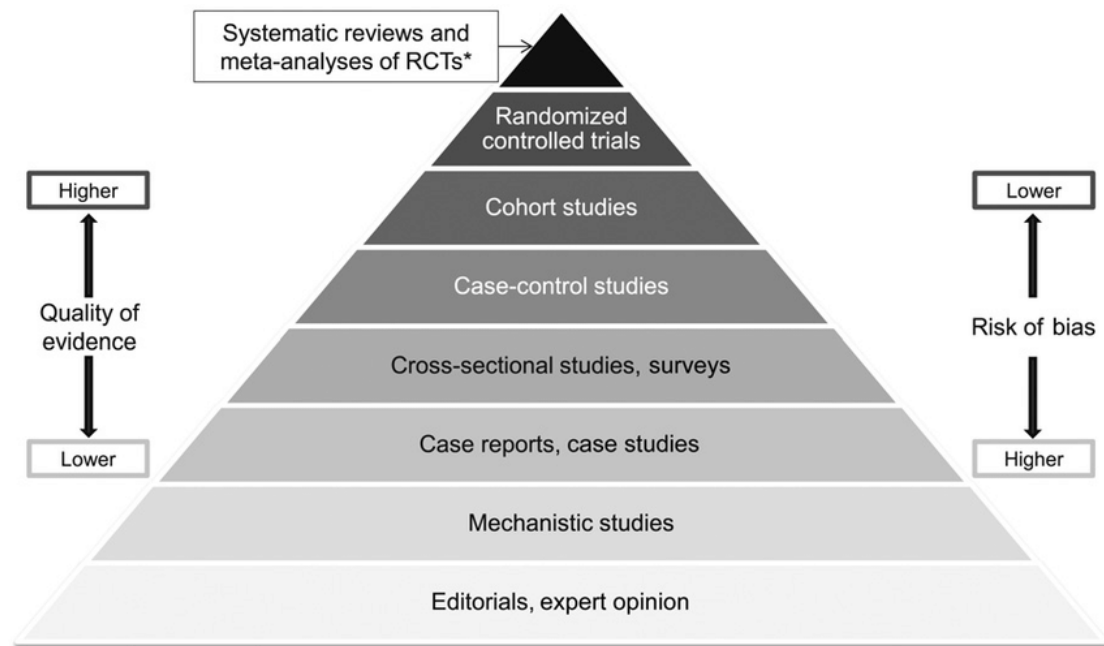 Systematic reviews and
meta-analyses of RCTs*
Randomized
controlled trials
Higher
Lower
Cohort studies
Case-control studies
Quality of
evidence
Risk of bias
Cross-sectional studies, surveys
Case reports, case studies
Lower
Higher
Mechanistic studies
Editorials, expert opinion